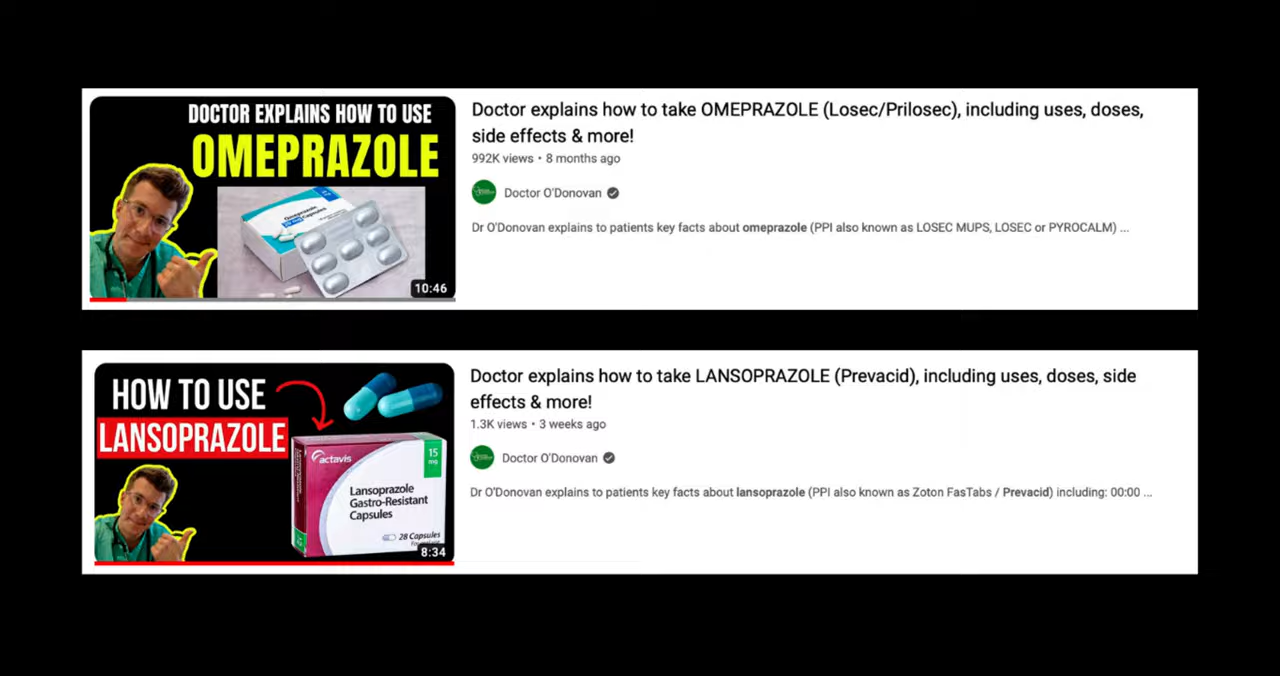 DOCTOR EXPLAINS HOW TO USE
OMEPRAZOLE
Omeprazole
Capsules
10:46
Doctor explains how to take OMEPRAZOLE (Losec/Prilosec), including uses, doses,
side effects & more!
992K views • 8 months ago
Doctor O'Donovan
Dr O'Donovan explains to patients key facts about omeprazole (PPI also known as LOSEC MUPS, LOSEC or PYROCALM) ...
HOW TO USE
LANSOPRAZOLE
actavis
15
mg
Lansoprazole
Gastro-Resistant
Capsules
28 Capsules
8:34
Doctor explains how to take LANSOPRAZOLE (Prevacid), including uses, doses, side
effects & more!
1.3K views • 3 weeks ago
Doctor O'Donovan
Dr O'Donovan explains to patients key facts about lansoprazole (PPI also known as Zoton FasTabs / Prevacid) including: 00:00 ...